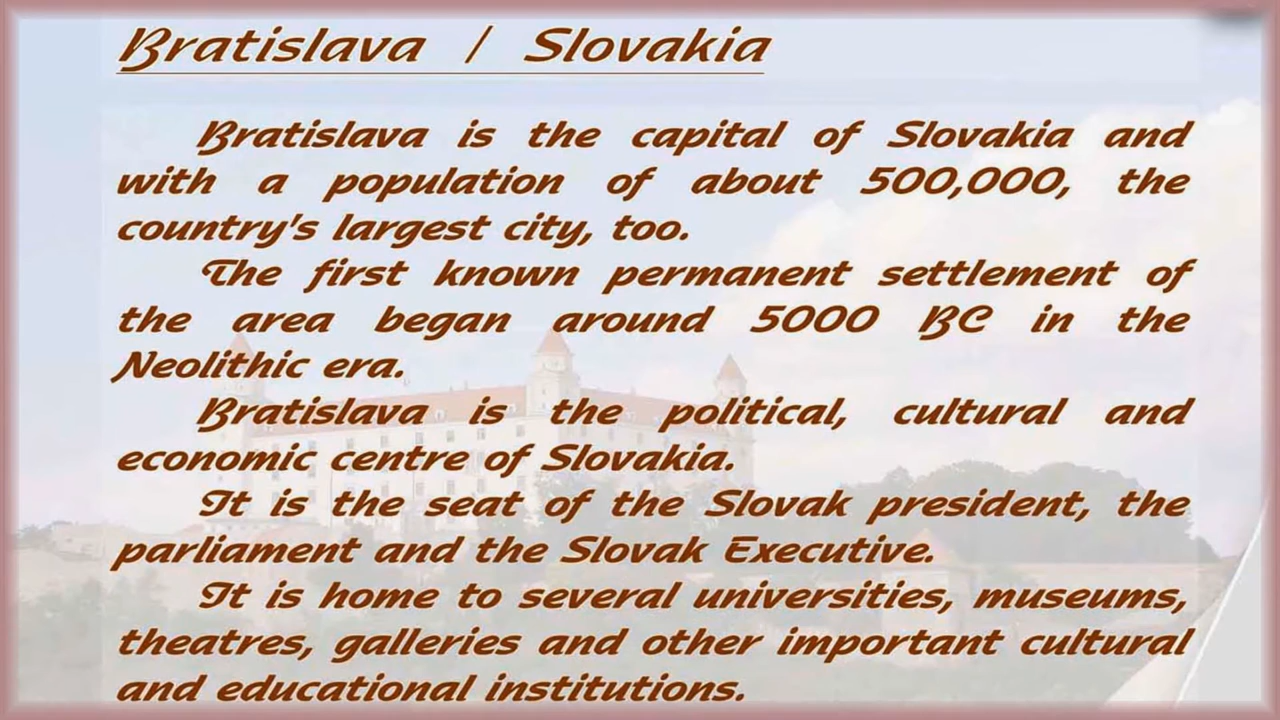 Bratislava / Slovakia
Bratislava is the capital of Slovakia and
with a population of about 500,000, the
country's largest city, too.
The first known permanent settlement of
the area began around 5000 BC in the
Neolithic era.
Bratislava is the political, cultural and
economic centre of Slovakia.
It is the seat of the Slovak president, the
parliament and the Slovak Executive.
It is home to several universities, museums,
theatres, galleries and other important cultural
and educational institutions.